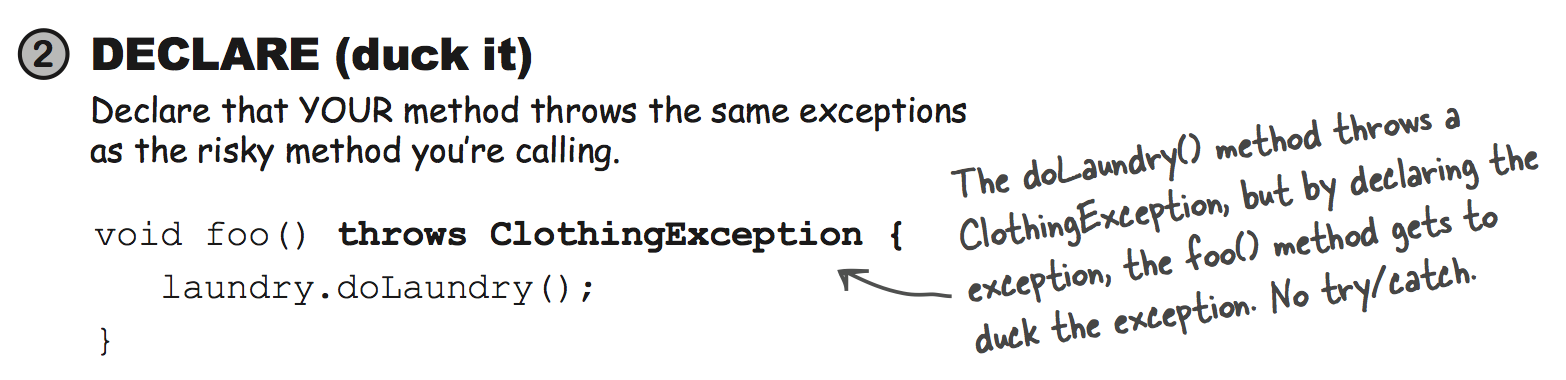 2 DECLARE (duck it)
Declare that YOUR method throws the same exceptions
as the risky method you're calling.
void foo() throws ClothingException {
laundry.doLaundry();
}
The doLaundry() method throws a
ClothingException, but by declaring the
exception, the foo() method gets to
duck the exception. No try/catch.